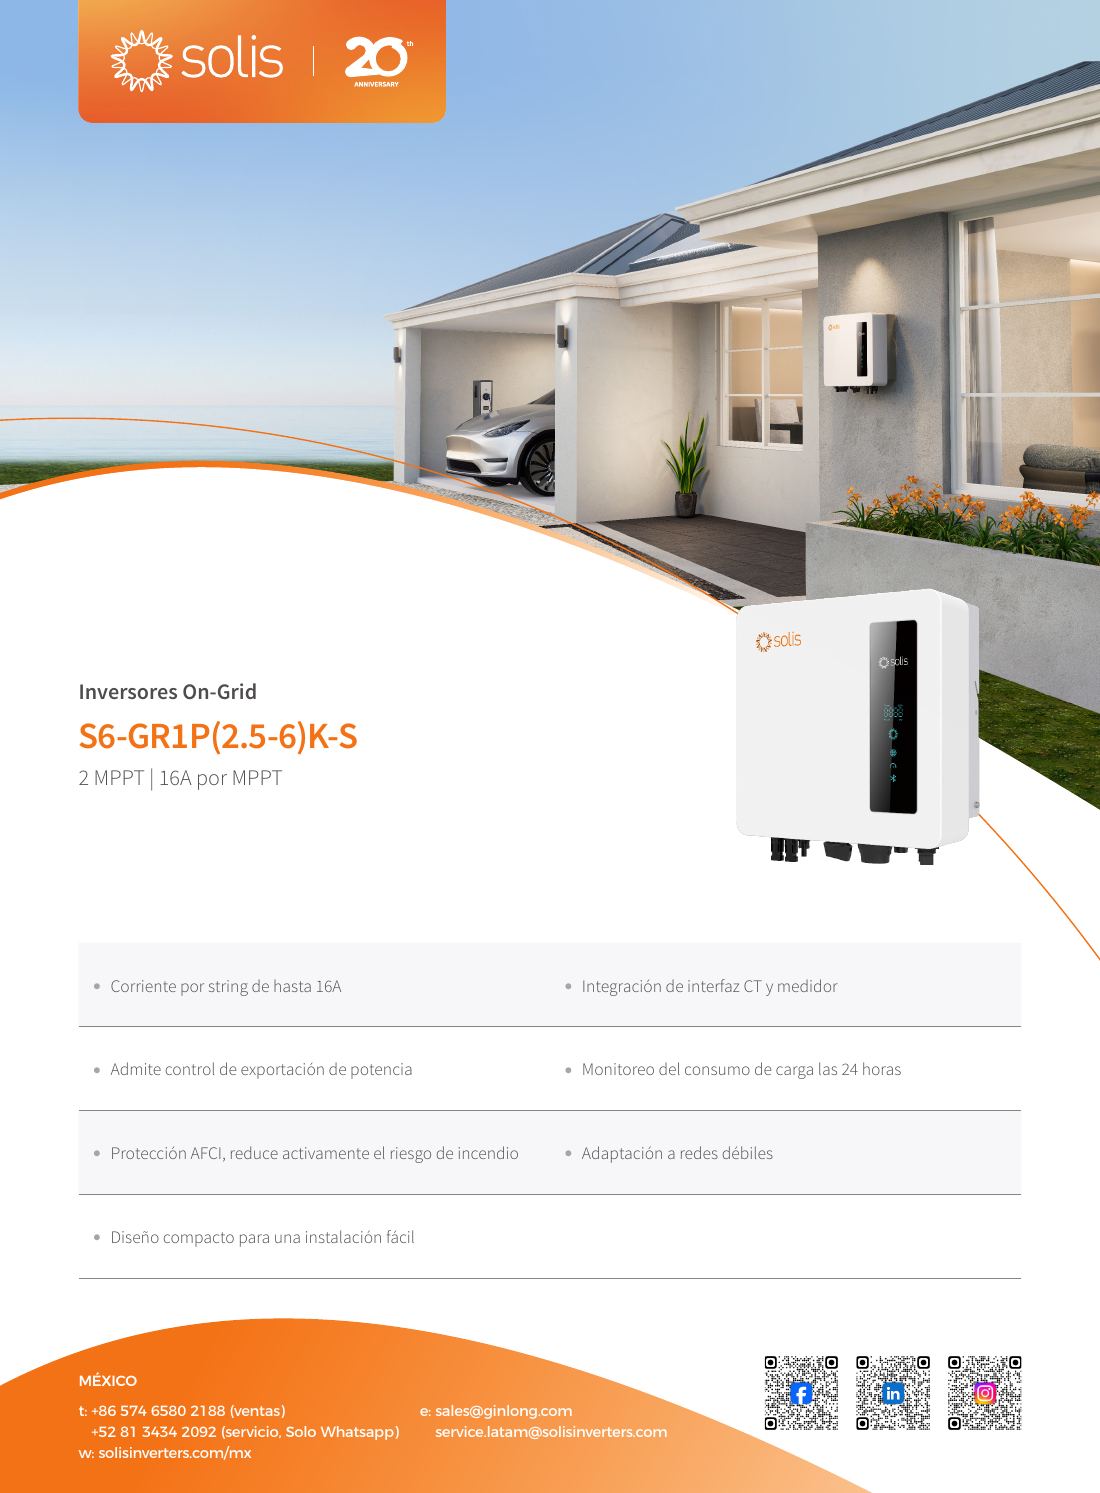 solis
20th
ANNIVERSARY
solis
solis
Inversores On-Grid
S6-GR1P(2.5-6)K-S
2 MPPT | 16A por MPPT
Corriente por string de hasta 16A
Integración de interfaz CT y medidor
Admite control de exportación de potencia
Monitoreo del consumo de carga las 24 horas
Protección AFCI, reduce activamente el riesgo de incendio
Adaptación a redes débiles
Diseño compacto para una instalación fácil
MÉXICO
t: +86 574 6580 2188 (ventas)
+52 81 3434 2092 (servicio, Solo Whatsapp)
w: solisinverters.com/mx
e: sales@ginlong.com
service.latam@solisinverters.com